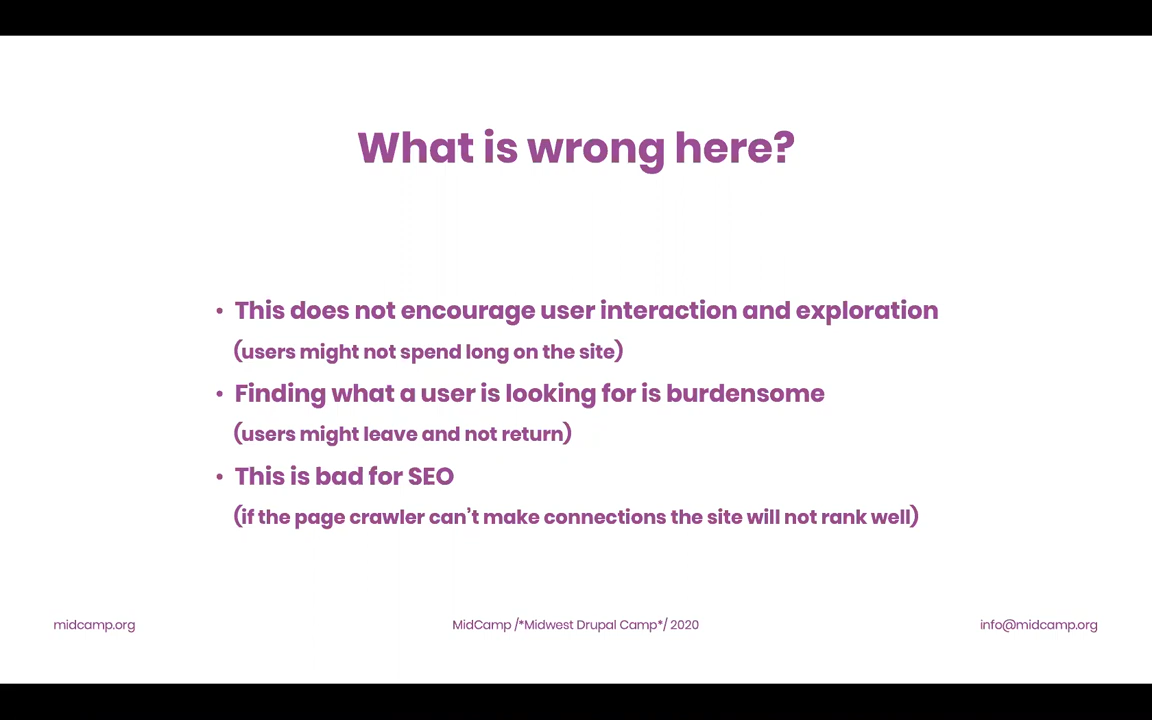 What is wrong here?
• This does not encourage user interaction and exploration
(users might not spend long on the site)
• Finding what a user is looking for is burdensome
(users might leave and not return)
• This is bad for SEO
(if the page crawler can’t make connections the site will not rank well)
midcamp.org
MidCamp /*Midwest Drupal Camp*/ 2020
info@midcamp.org